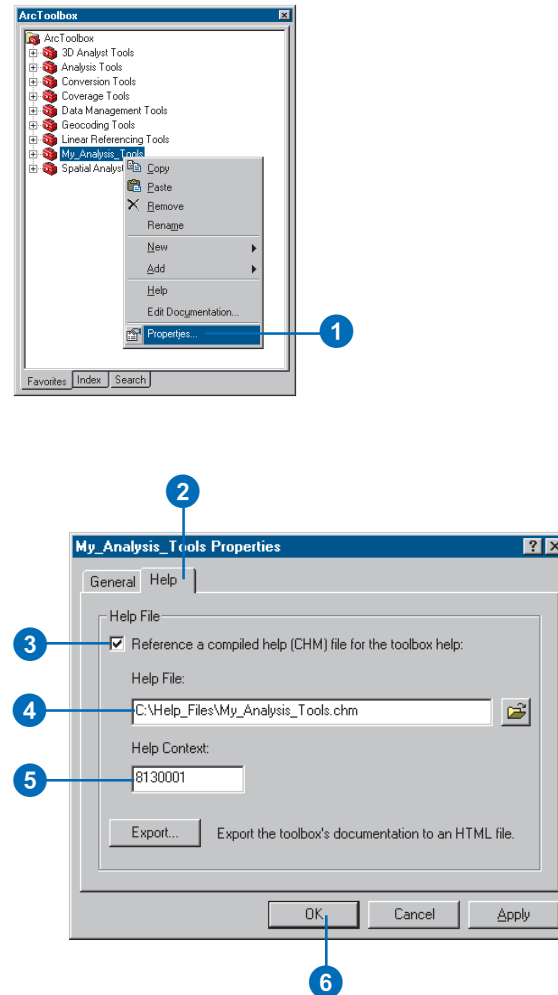 ArcToolbox
ArcToolbox
3D Analyst Tools
Analysis Tools
Conversion Tools
Coverage Tools
Data Management Tools
Geocoding Tools
Linear Referencing Tools
My_Analysis_Tools
Spatial Analyst
Copy
Paste
Remove
Rename
New
Add
Help
Edit Documentation...
Properties...
1
Favorites Index Search
2
My_Analysis_Tools Properties
General Help
Help File
3 Reference a compiled help (CHM) file for the toolbox help:
Help File:
4 C:\Help_Files\My_Analysis_Tools.chm
Help Context:
5 8130001
Export... Export the toolbox's documentation to an HTML file.
OK Cancel Apply
6